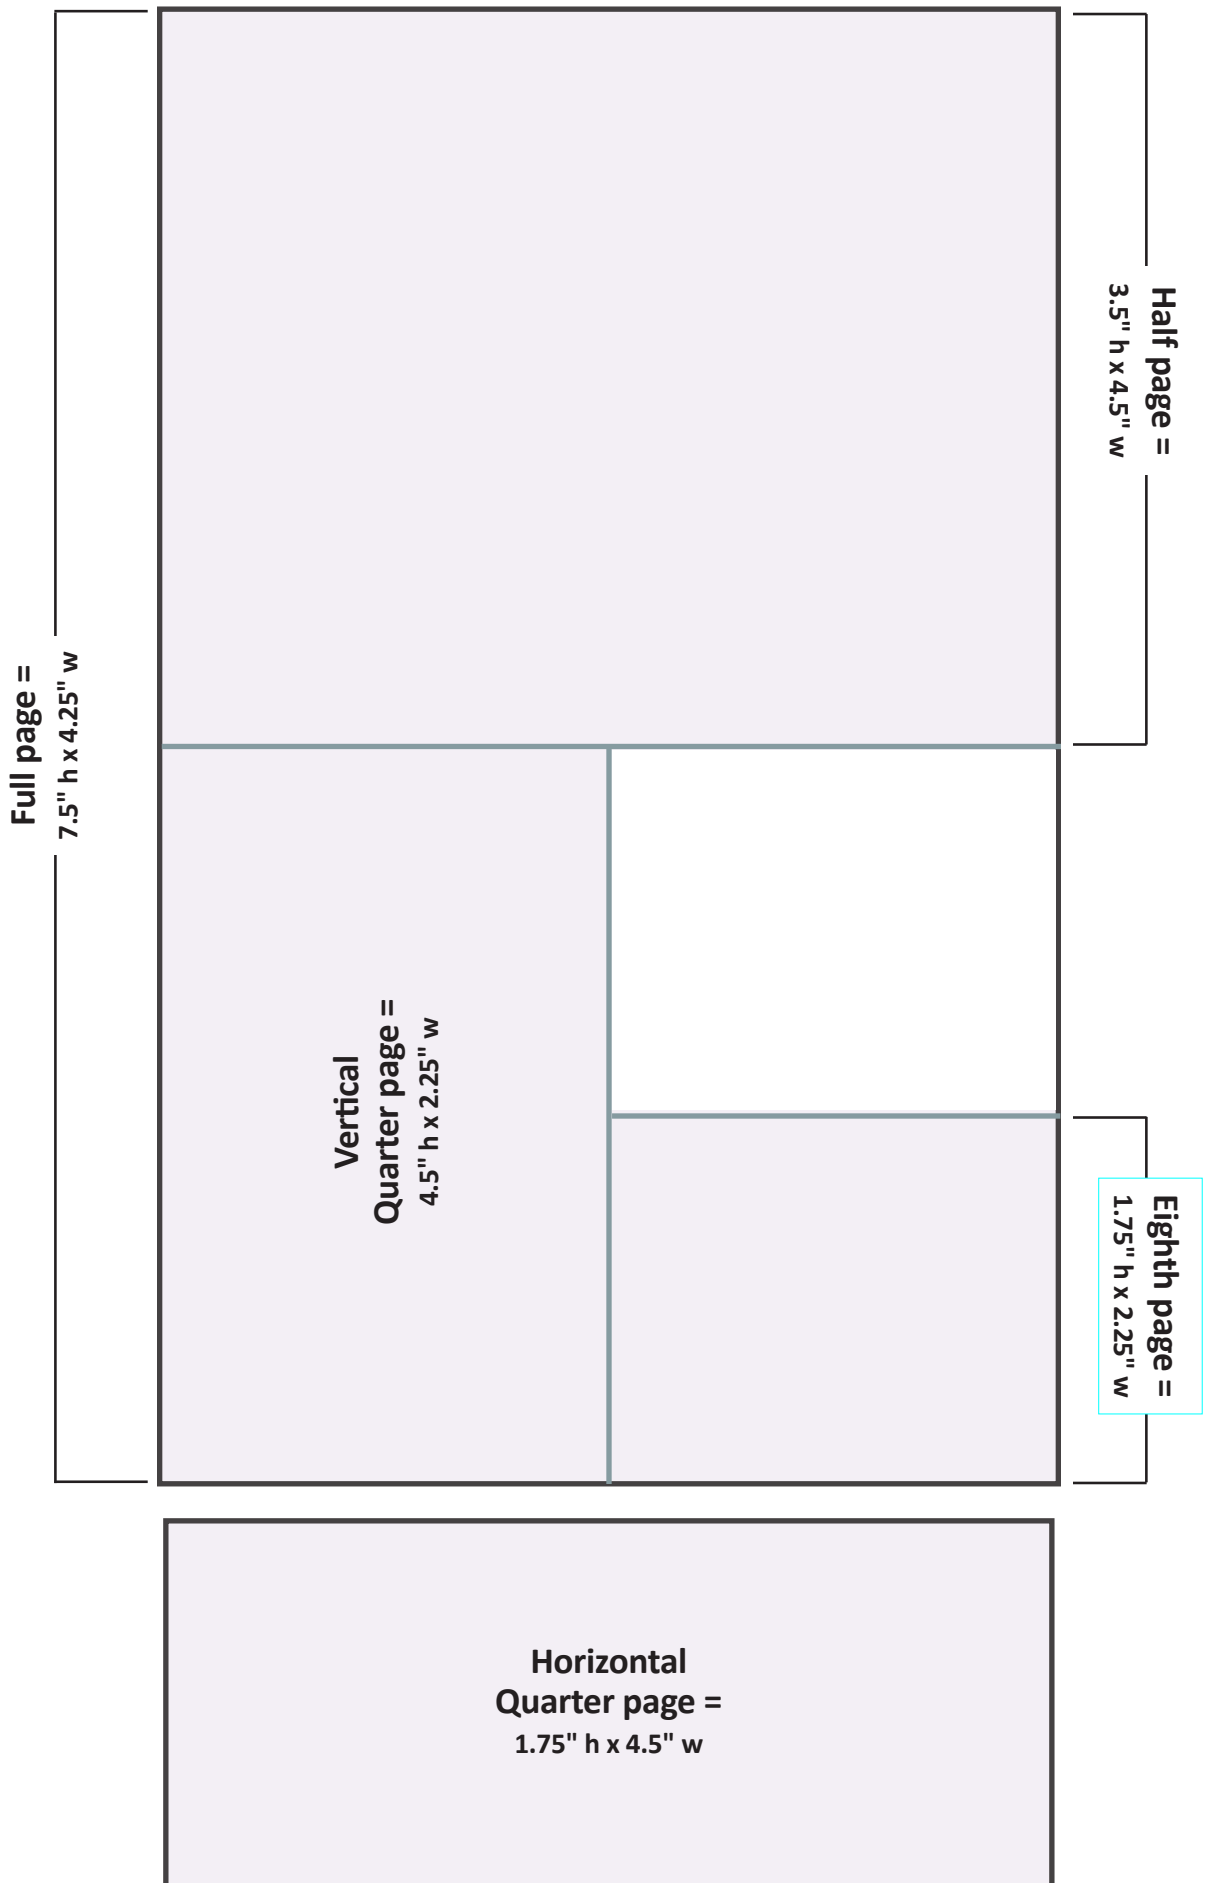 Full page =
7.5" h x 4.25" w
Half page =
3.5" h x 4.5" w
Vertical
Quarter page =
4.5" h x 2.25" w
Eighth page =
1.75" h x 2.25" w
Horizontal
Quarter page =
1.75" h x 4.5" w